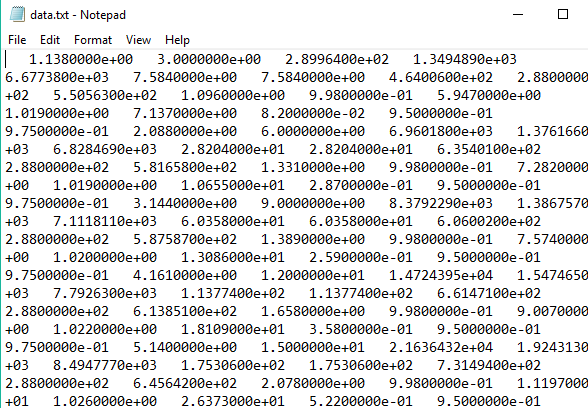 data.txt - Notepad
File Edit Format View Help
1.1380000e+00 3.0000000e+00 2.8996400e+02 1.3494890e+03
6.6773800e+03 7.5840000e+00 7.5840000e+00 4.6400600e+02 2.8800000
+02 5.5056300e+02 1.0960000e+00 9.9800000e-01 5.9470000e+00
1.0190000e+00 7.1370000e+00 8.2000000e-02 9.5000000e-01
9.7500000e-01 2.0880000e+00 6.0000000e+00 6.9601800e+03 1.3761660
+03 6.8284690e+03 2.8204000e+01 2.8204000e+01 6.3540100e+02
2.8800000e+02 5.8165800e+02 1.3310000e+00 9.9800000e-01 7.2820000
+00 1.0190000e+00 1.0655000e+01 2.8700000e-01 9.5000000e-01
9.7500000e-01 3.1440000e+00 9.0000000e+00 8.3792290e+03 1.3867570
+03 7.1118110e+03 6.0358000e+01 6.0358000e+01 6.0600200e+02
2.8800000e+02 5.8758700e+02 1.3890000e+00 9.9800000e-01 7.5740000
+00 1.0200000e+00 1.3086000e+01 2.5900000e-01 9.5000000e-01
9.7500000e-01 4.1610000e+00 1.2000000e+01 1.4724395e+04 1.5474650
+03 7.7926300e+03 1.1377400e+02 1.1377400e+02 6.6147100e+02
2.8800000e+02 6.1385100e+02 1.6580000e+00 9.9800000e-01 9.0070000
+00 1.0220000e+00 1.8109000e+01 3.5800000e-01 9.5000000e-01
9.7500000e-01 5.1400000e+00 1.5000000e+01 2.1636432e+04 1.9243130
+03 8.4947770e+03 1.7530600e+02 1.7530600e+02 7.3149400e+02
2.8800000e+02 6.4564200e+02 2.0780000e+00 9.9800000e-01 1.1197000
+01 1.0260000e+00 2.6373000e+01 5.2200000e-01 9.5000000e-01